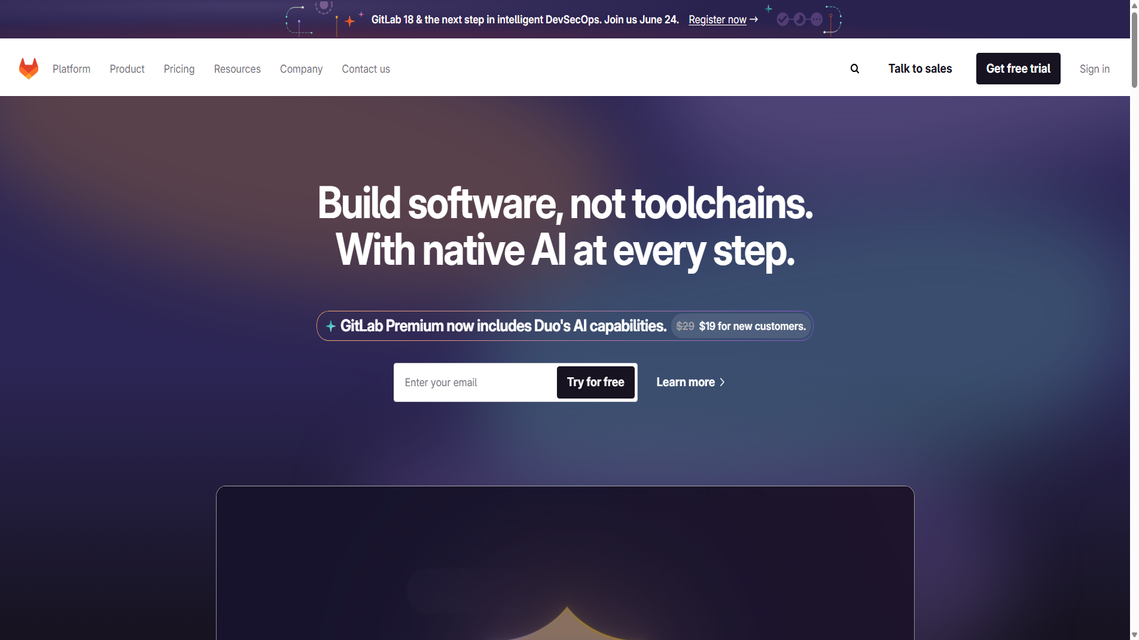 GitLab 18 & the next step in intelligent DevSecOps. Join us June 24. Register now →
Platform Product Pricing Resources Company Contact us Talk to sales Get free trial Sign in
Build software, not toolchains.
With native AI at every step.
GitLab Premium now includes Duo's AI capabilities. $29 $19 for new customers.
Enter your email Try for free Learn more